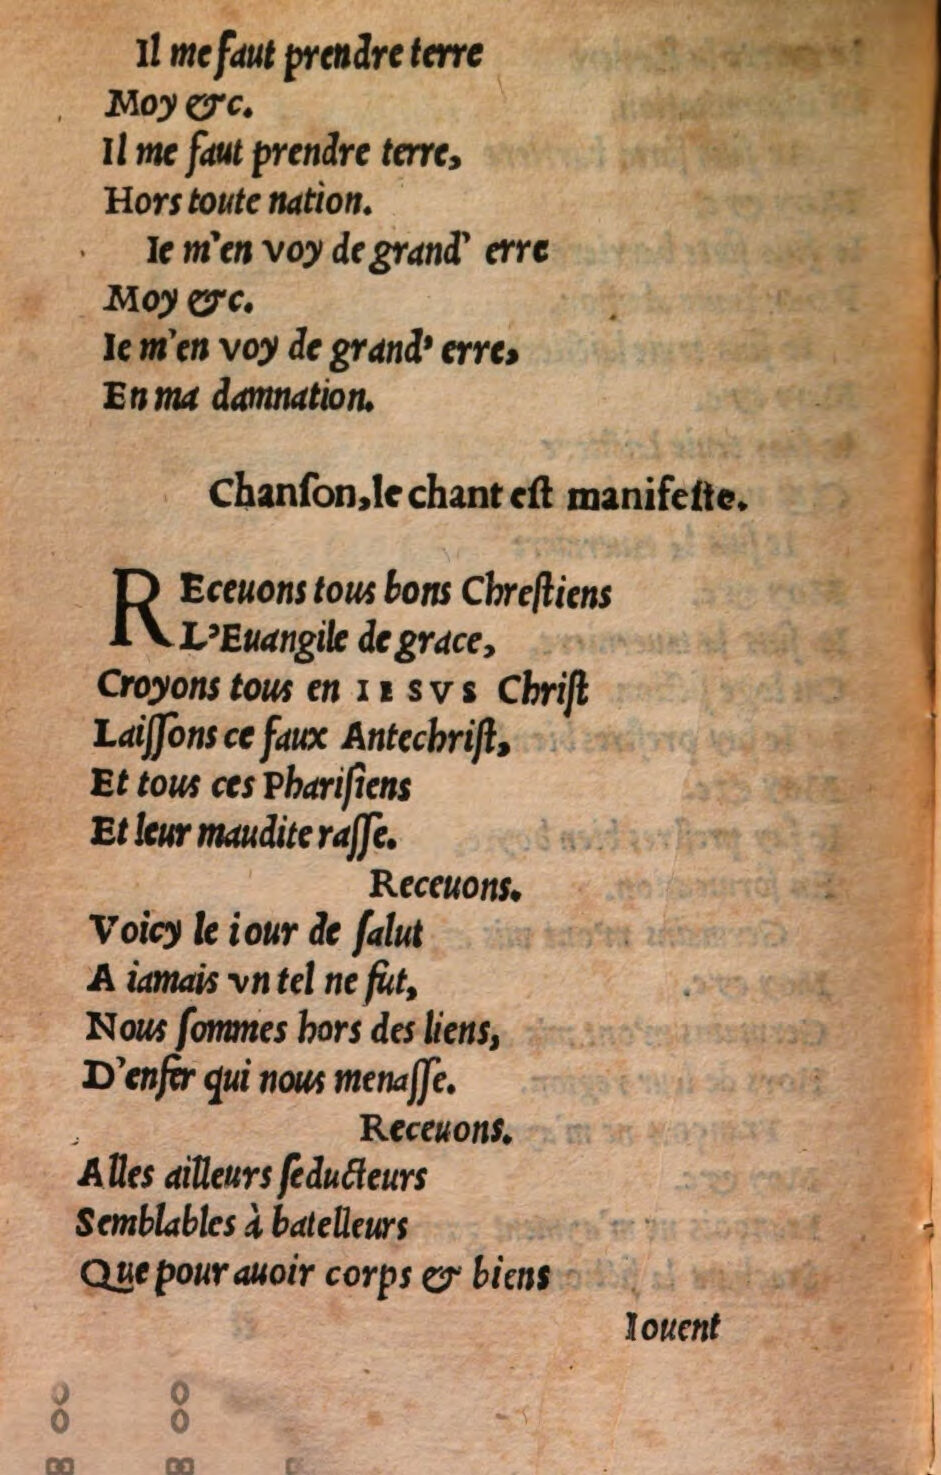 Il me faut prendre terre
Moy &c.
Il me faut prendre terre,
Hors toute nation.
Ie m'en voy de grand' erre
Moy &c.
Ie m'en voy de grand' erre,
En ma damnation.
Chanſon, le chant eſt manifeſte.
REceuons tous bons Chreſtiens
L'Euangile de grace,
Croyons tous en IESVS Chriſt
Laiſſons ce faux Antechriſt,
Et tous ces Phariſiens
Et leur maudite raſſe.
Receuons.
Voicy le iour de ſalut
A iamais vn tel ne fut,
Nous ſommes hors des liens,
D'enfer qui nous menaſſe.
Receuons.
Alles ailleurs ſeducteurs
Semblables à batelleurs
Que pour auoir corps & biens
Iouent